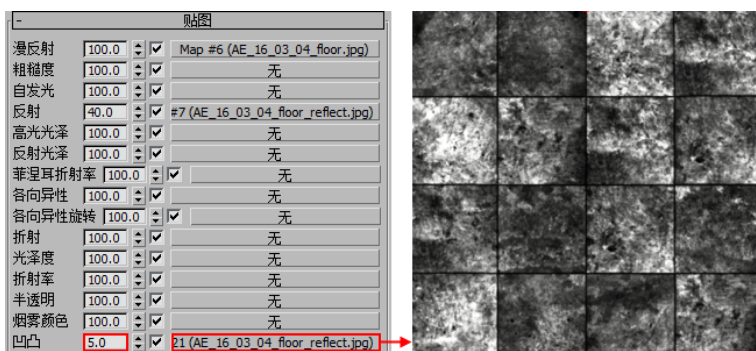 - 贴图
漫反射 100.0 Map #6 (AE_16_03_04_floor.jpg)
粗糙度 100.0 无
自发光 100.0 无
反射 40.0 #7 (AE_16_03_04_floor_reflect.jpg)
高光光泽 100.0 无
反射光泽 100.0 无
菲涅耳折射率 100.0 无
各向异性 100.0 无
各向异性旋转 100.0 无
折射 100.0 无
光泽度 100.0 无
折射率 100.0 无
半透明 100.0 无
烟雾颜色 100.0 无
凹凸 5.0 21 (AE_16_03_04_floor_reflect.jpg)